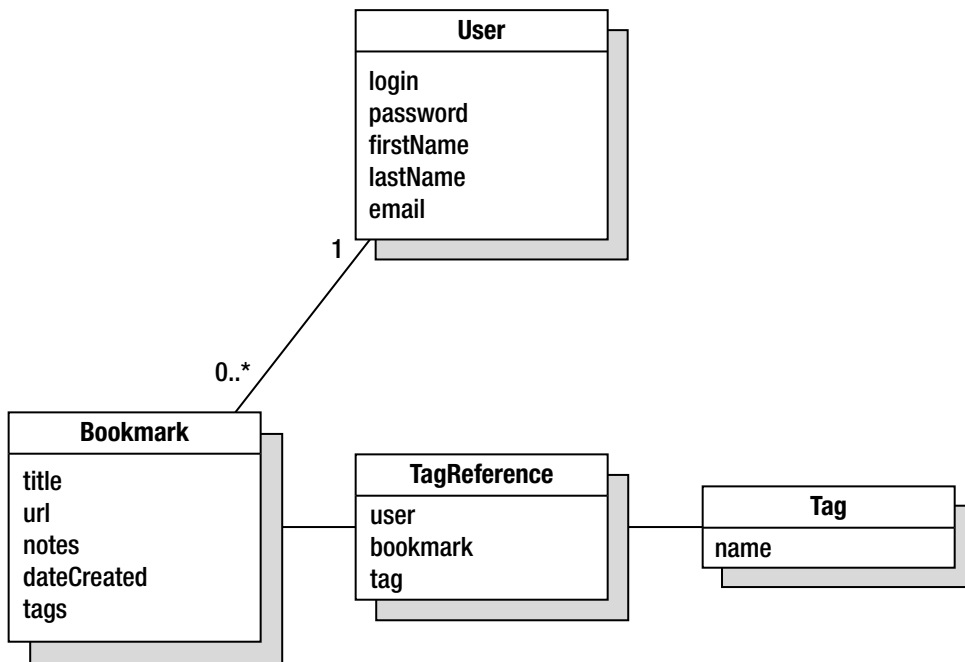 User
login
password
firstName
lastName
email
1
0..*
Bookmark
title
url
notes
dateCreated
tags
TagReference
user
bookmark
tag
Tag
name